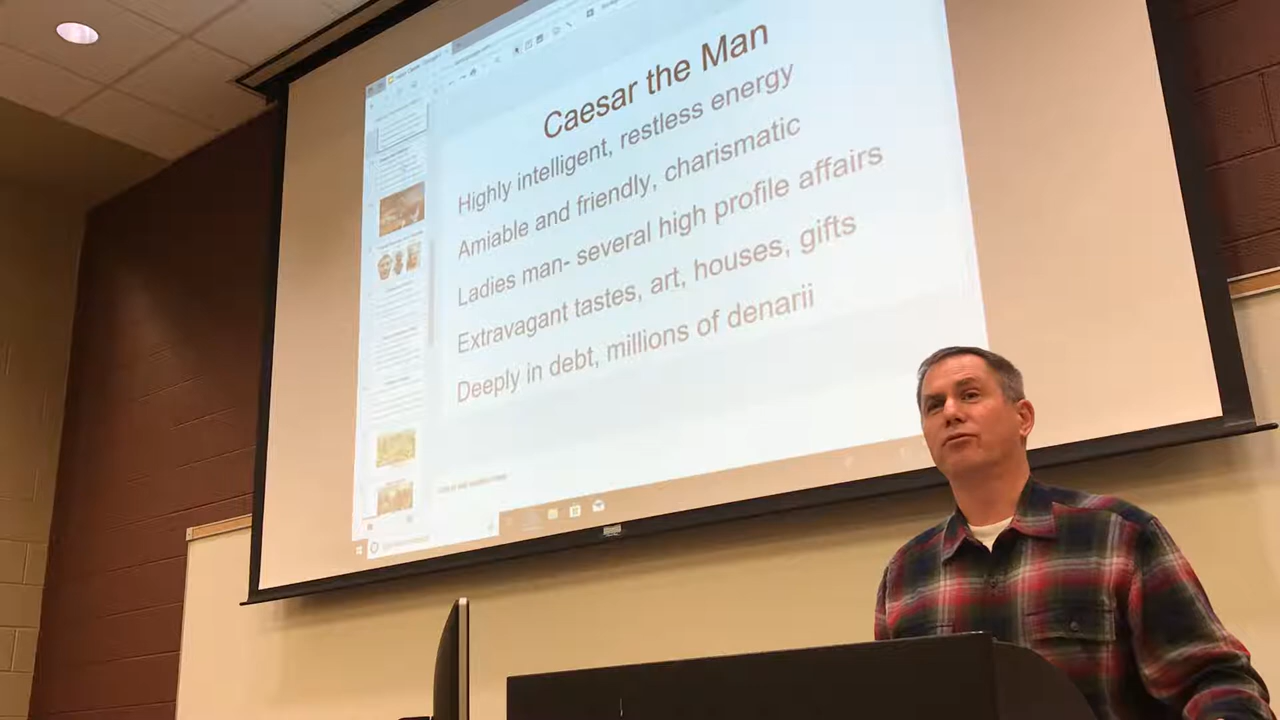 Caesar the Man
Highly intelligent, restless energy
Amiable and friendly, charismatic
Ladies man- several high profile affairs
Extravagant tastes, art, houses, gifts
Deeply in debt, millions of denarii